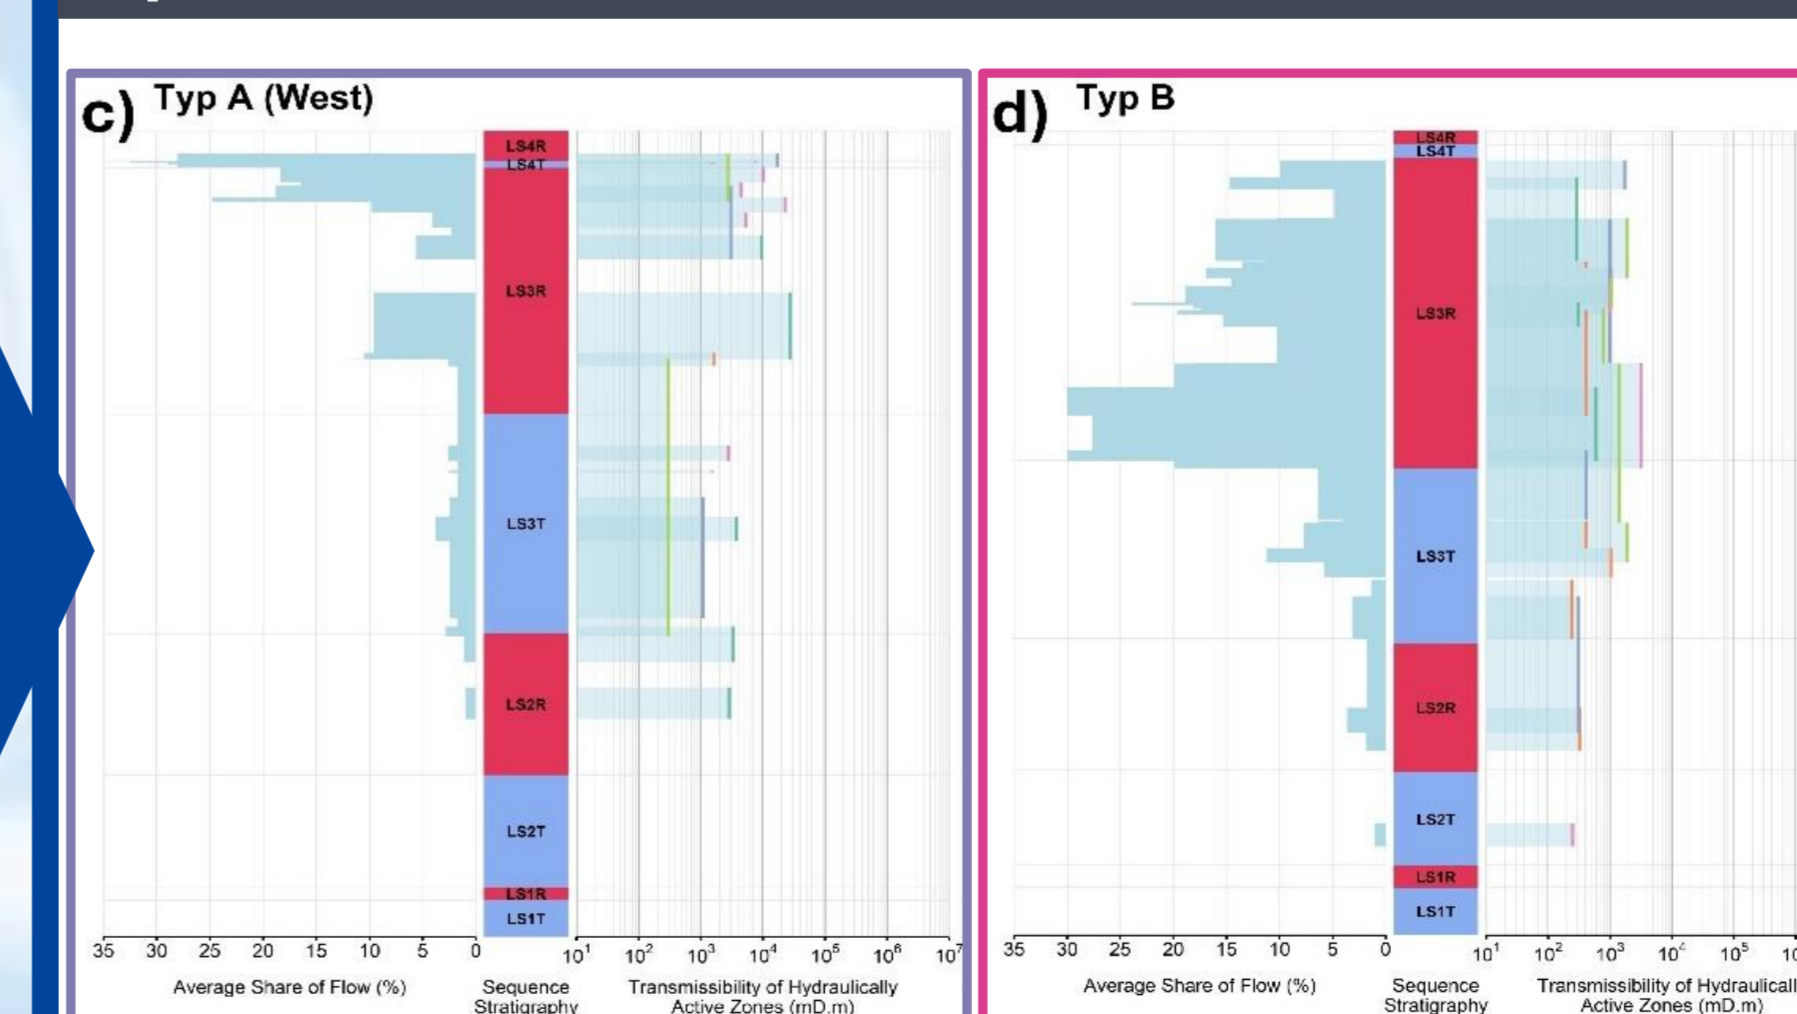 c) Typ A (West)
LS4R
LS4T
LS3R
LS3T
LS2R
LS2T
LS1R
LS1T
35 30 25 20 15 10 5 0 10¹ 10² 10³ 10⁴ 10⁵ 10⁶ 10⁷
Average Share of Flow (%)
Sequence
Stratigraphy
Transmissibility of Hydraulically
Active Zones (mD.m)
d) Typ B
LS4R
LS4T
LS3R
LS3T
LS2R
LS2T
LS1R
LS1T
35 30 25 20 15 10 5 0 10¹ 10² 10³ 10⁴ 10⁵
Average Share of Flow (%)
Sequence
Stratigraphy
Transmissibility of Hydraulically
Active Zones (mD.m)